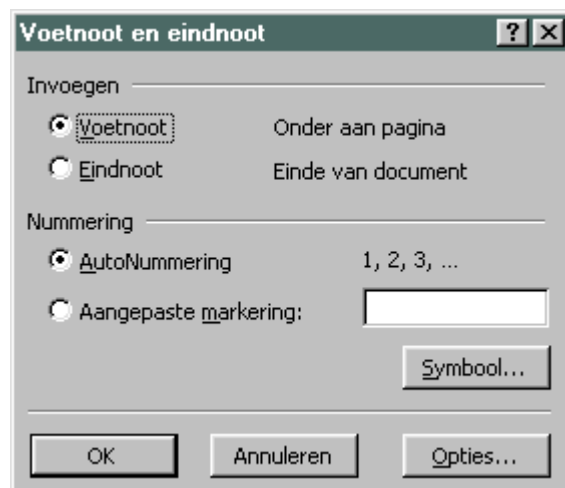 Voetnoot en eindnoot ? X
Invoegen
Voetnoot Onder aan pagina
Eindnoot Einde van document
Nummering
AutoNummering 1, 2, 3, ...
Aangepaste markering:
Symbool...
OK Annuleren Opties...